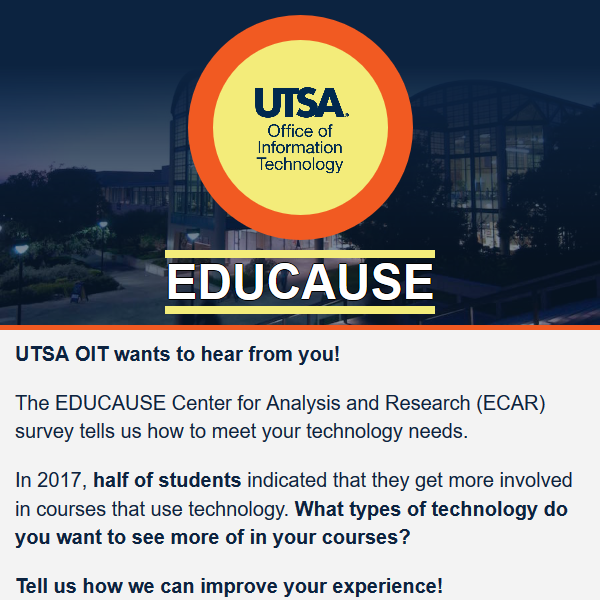 UTSA®
Office of
Information
Technology
EDUCAUSE
UTSA OIT wants to hear from you!
The EDUCAUSE Center for Analysis and Research (ECAR)
survey tells us how to meet your technology needs.
In 2017, half of students indicated that they get more involved
in courses that use technology. What types of technology do
you want to see more of in your courses?
Tell us how we can improve your experience!